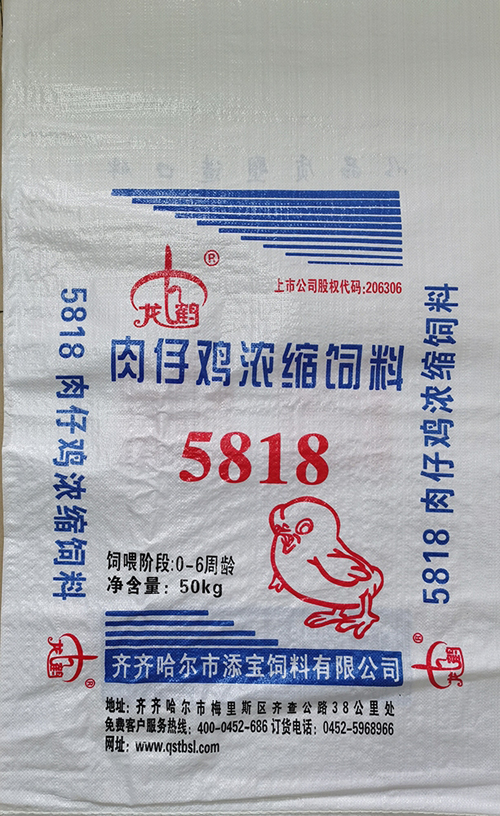 ®
上市公司股权代码:206306
龙鹤
肉仔鸡浓缩饲料
5818
5818 肉仔鸡浓缩饲料
5818 肉仔鸡浓缩饲料
饲喂阶段:0-6周龄
净含量: 50kg
龙鹤 ®
龙鹤 ®
齐齐哈尔市添宝饲料有限公司
地址: 齐齐哈尔市梅里斯区齐查公路38公里处
免费客户服务热线: 400-0452-686 订货电话: 0452-5968966
网址: www.qstbsl.com